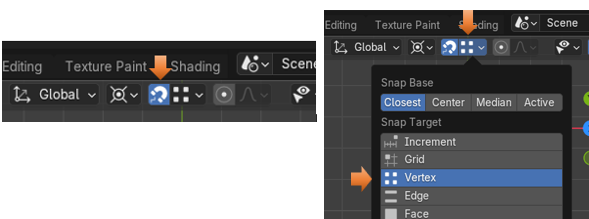 Editing Texture Paint Shading Scene
Global
Editing Texture Paint Shading Scene
Global
Snap Base
Closest Center Median Active
Snap Target
Increment
Grid
Vertex
Edge
Face